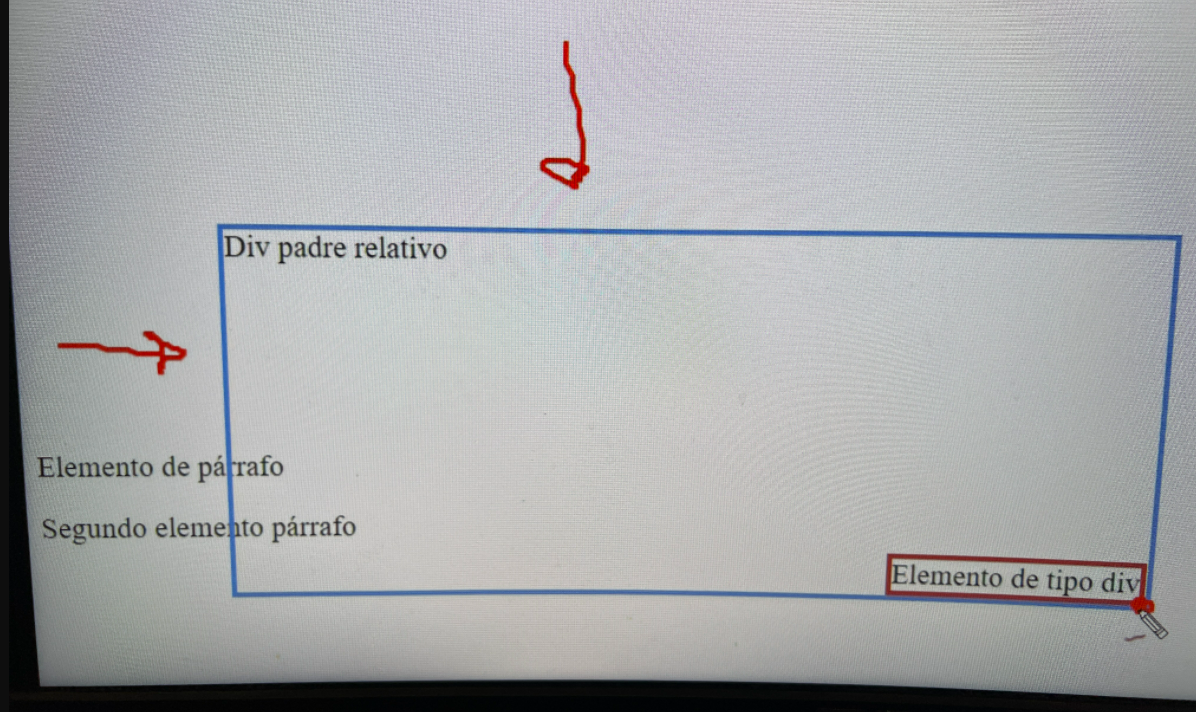 Div padre relativo
Elemento de párrafo
Segundo elemento párrafo
Elemento de tipo div